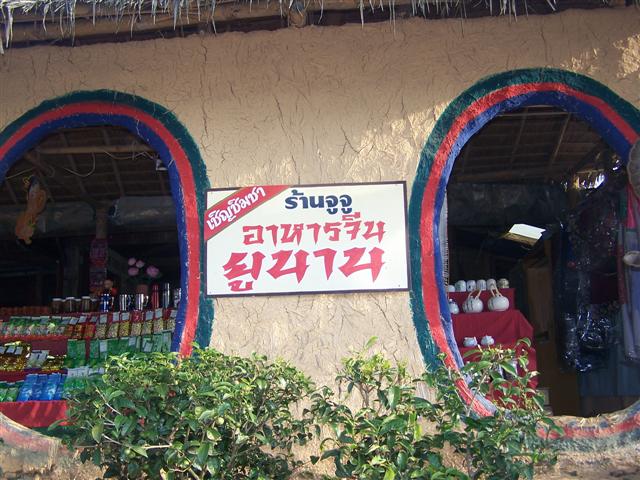 เชิญชิมชา
ร้านจูจู
อาหารจีน
ยูนาน